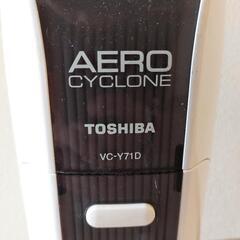 AERO
CYCLONE
TOSHIBA
VC-Y71D